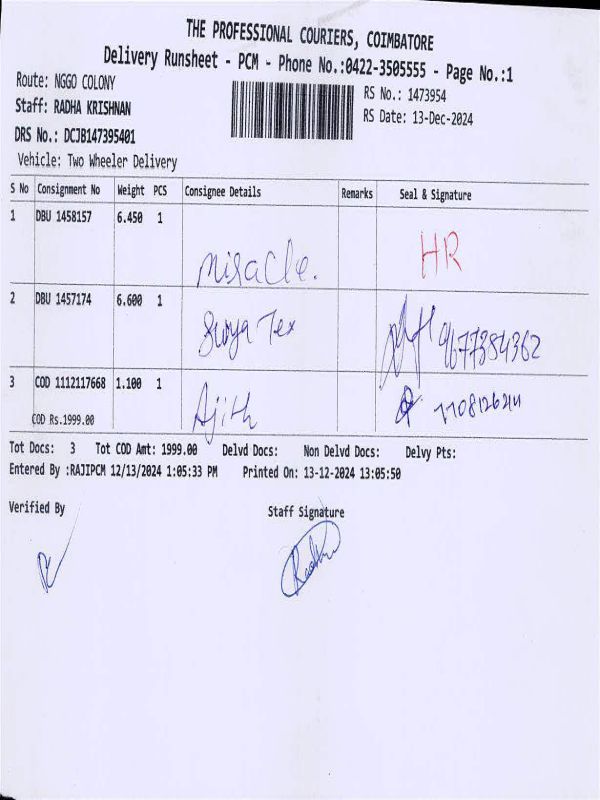 THE PROFESSIONAL COURIERS, COIMBATORE
Delivery Runsheet - PCM - Phone No.:0422-3505555 - Page No.:1
Route: NGGO COLONY
RS No.: 1473954
Staff: RADHA KRISHNAN
RS Date: 13-Dec-2024
DRS No.: DCJB147395401
Vehicle: Two Wheeler Delivery
S No Consignment No Weight PCS Consignee Details Remarks Seal & Signature
1 DBU 1458157 6.450 1
miracle. HR
2 DBU 1457174 6.600 1
Surya Tex 9677384362
3 COD 1112117668 1.100 1
Ajith
COD Rs.1999.00
Tot Docs: 3 Tot COD Amt: 1999.00 Delvd Docs: Non Delvd Docs: Delvy Pts:
Entered By :RAJIPCM 12/13/2024 1:05:33 PM Printed On: 13-12-2024 13:05:50
Verified By Staff Signature